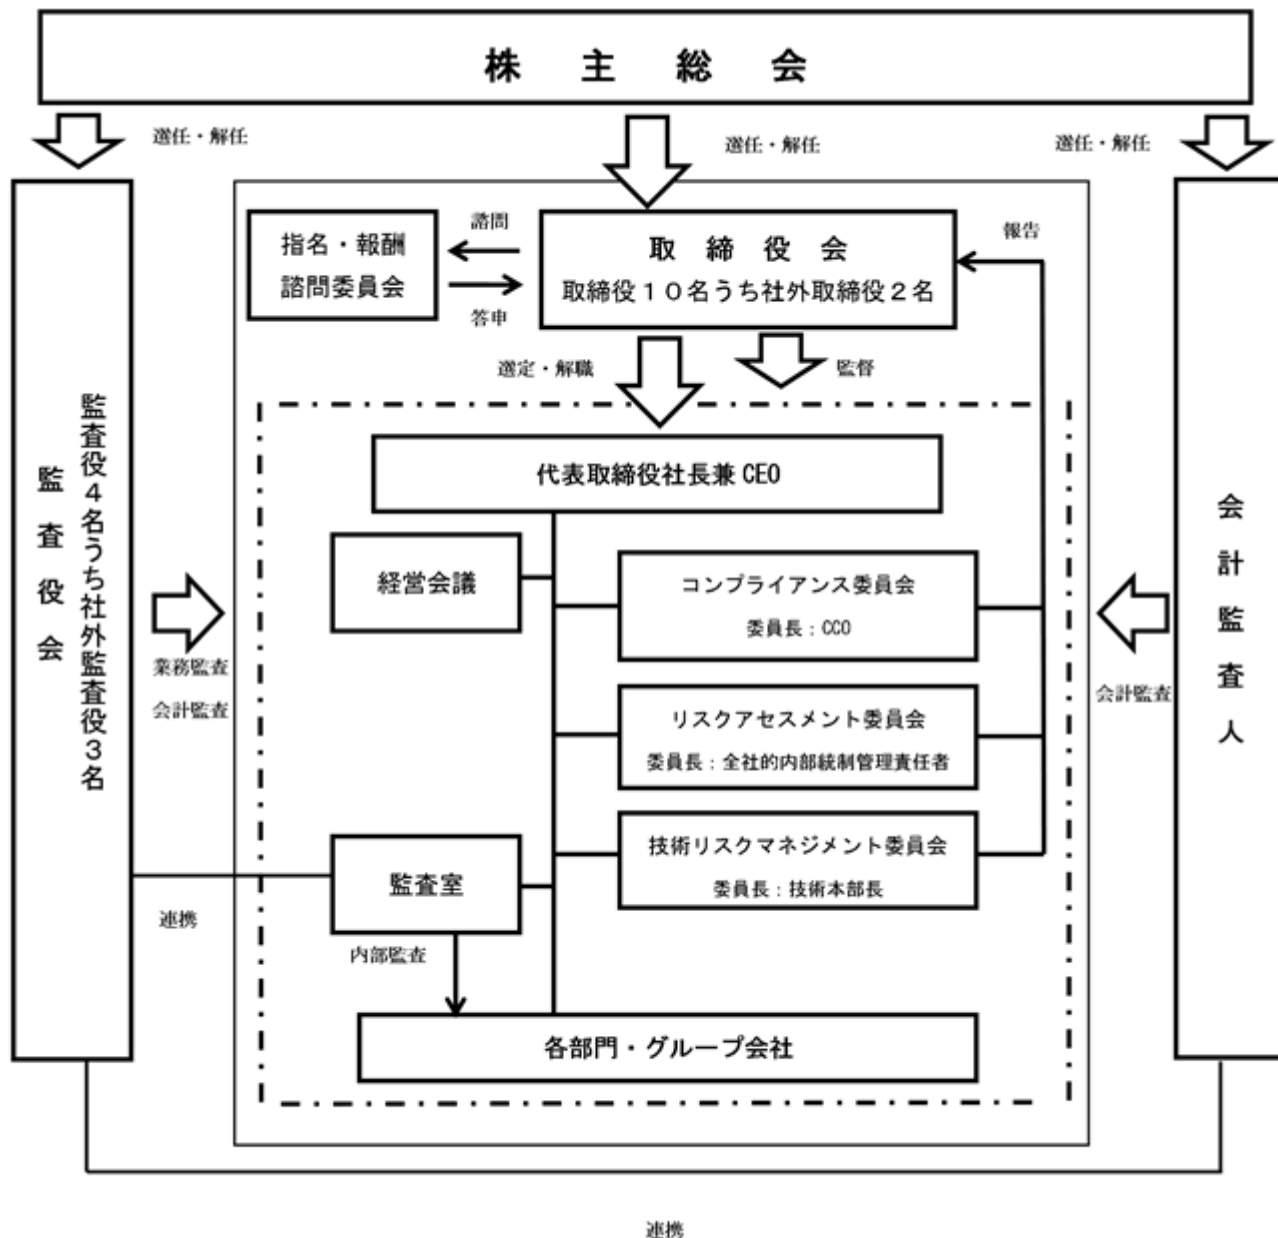 株主総会
選任・解任
選任・解任
選任・解任
指名・報酬
諮問委員会
諮問
答申
取締役会
取締役１０名うち社外取締役２名
報告
選定・解職
監督
代表取締役社長兼CEO
経営会議
コンプライアンス委員会
委員長：CCO
リスクアセスメント委員会
委員長：全社的内部統制管理責任者
技術リスクマネジメント委員会
委員長：技術本部長
監査室
内部監査
各部門・グループ会社
監査役会
監査役４名うち社外監査役３名
業務監査
会計監査
連携
会計監査
会計監査人
連携